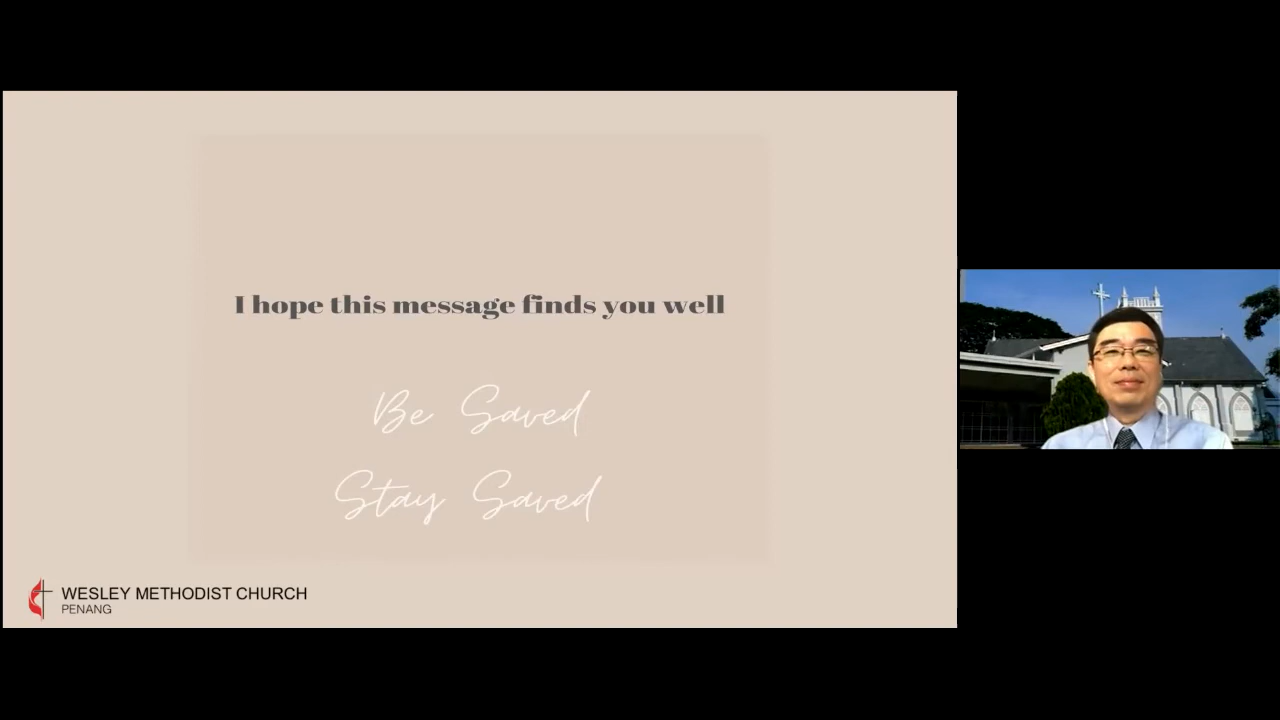 I hope this message finds you well
Be Saved
Stay Saved
WESLEY METHODIST CHURCH
PENANG